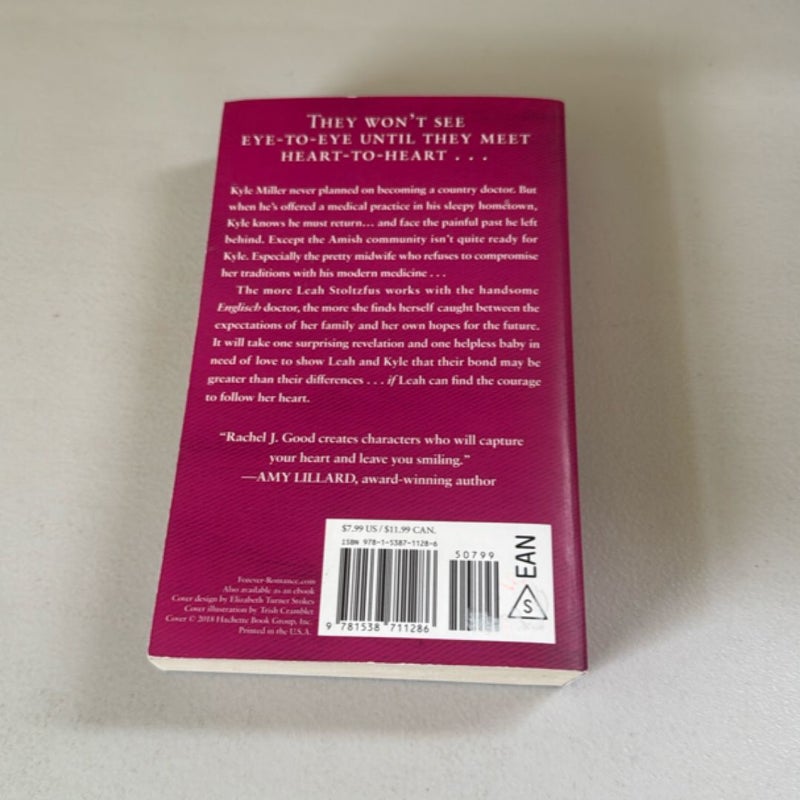 THEY WON'T SEE
EYE-TO-EYE UNTIL THEY MEET
HEART-TO-HEART . . .
Kyle Miller never planned on becoming a country doctor. But
when he's offered a medical practice in his sleepy hometown,
Kyle knows he must return... and face the painful past he left
behind. Except the Amish community isn't quite ready for
Kyle. Especially the pretty midwife who refuses to compromise
her traditions with his modern medicine . . .
The more Leah Stoltzfus works with the handsome
Englisch doctor, the more she finds herself caught between the
expectations of her family and her own hopes for the future.
It will take one surprising revelation and one helpless baby in
need of love to show Leah and Kyle that their bond may be
greater than their differences . . . if Leah can find the courage
to follow her heart.
"Rachel J. Good creates characters who will capture
your heart and leave you smiling."
—AMY LILLARD, award-winning author
$7.99 US / $11.99 CAN.
ISBN 978-1-5387-1128-6
50799
9 781538 711286
EAN
S
Forever-Romance.com
Also available as an ebook
Cover design by Elizabeth Turner Stokes
Cover illustration by Trish Cramblet
Cover © 2018 Hachette Book Group, Inc.
Printed in the U.S.A.